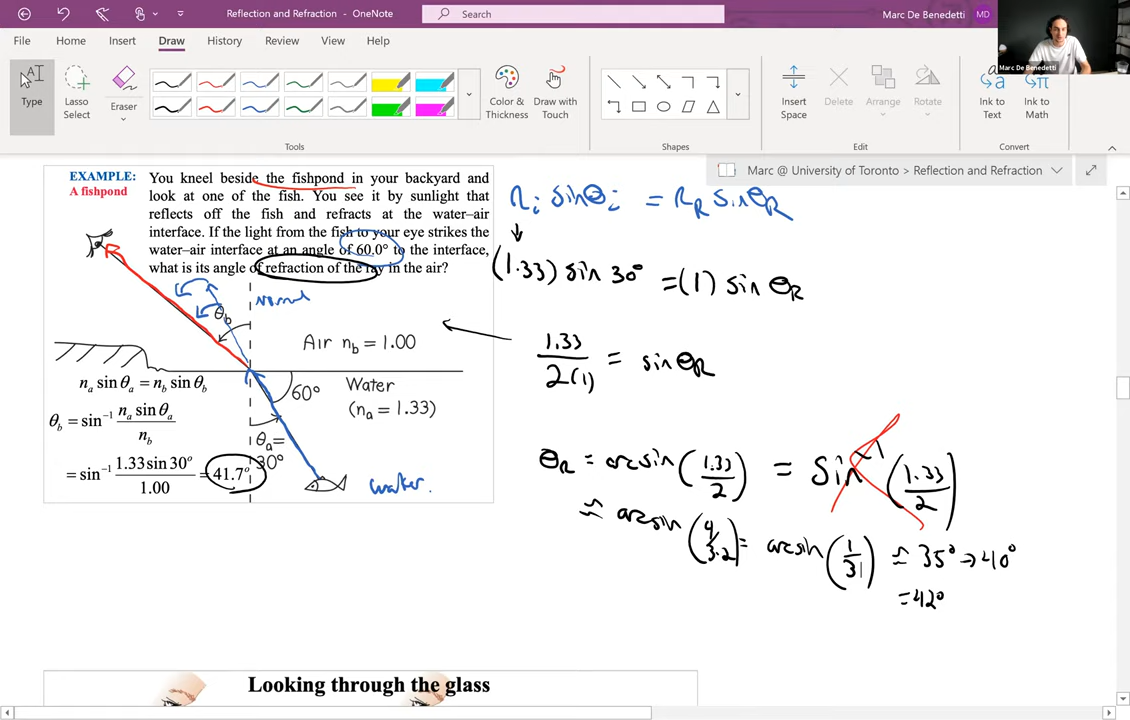 Reflection and Refraction - OneNote
Search
Marc De Benedetti
MD
File
Home
Insert
Draw
History
Review
View
Help
Marc De Benedetti
Type
Lasso Select
Eraser
Color & Thickness
Draw with Touch
Insert Space
Delete
Arrange
Rotate
Ink to Text
Ink to Math
Tools
Shapes
Edit
Convert
Marc @ University of Toronto > Reflection and Refraction
EXAMPLE:
A fishpond
You kneel beside the fishpond in your backyard and
look at one of the fish. You see it by sunlight that
reflects off the fish and refracts at the water–air
interface. If the light from the fish to your eye strikes the
water–air interface at an angle of 60.0° to the interface,
what is its angle of refraction of the ray in the air?
Normal
θb
Air nb = 1.00
60°
Water
(na = 1.33)
θa =
30°
water.
na sin θa = nb sin θb
θb = sin⁻¹ na sin θa / nb
= sin⁻¹ 1.33 sin 30° / 1.00 = 41.7°
ni sinθi = nR sinθR
(1.33) sin 30° = (1) sin θR
1.33 / 2(1) = sinθR
θR = arcsin (1.33 / 2) = sin⁻¹ (1.33 / 2)
≈ arcsin (4 / 3·2) = arcsin (1 / 31) ≈ 35° → 40°
= 42°
Looking through the glass